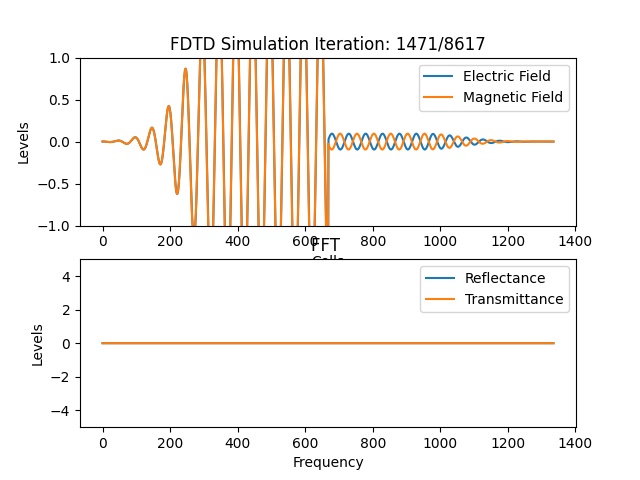 FDTD Simulation Iteration: 1471/8617
1.0
0.5
0.0
−0.5
−1.0
Levels
Electric Field
Magnetic Field
0 200 400 600 800 1000 1200 1400
Cells
FFT
4
2
0
−2
−4
Levels
Reflectance
Transmittance
0 200 400 600 800 1000 1200 1400
Frequency